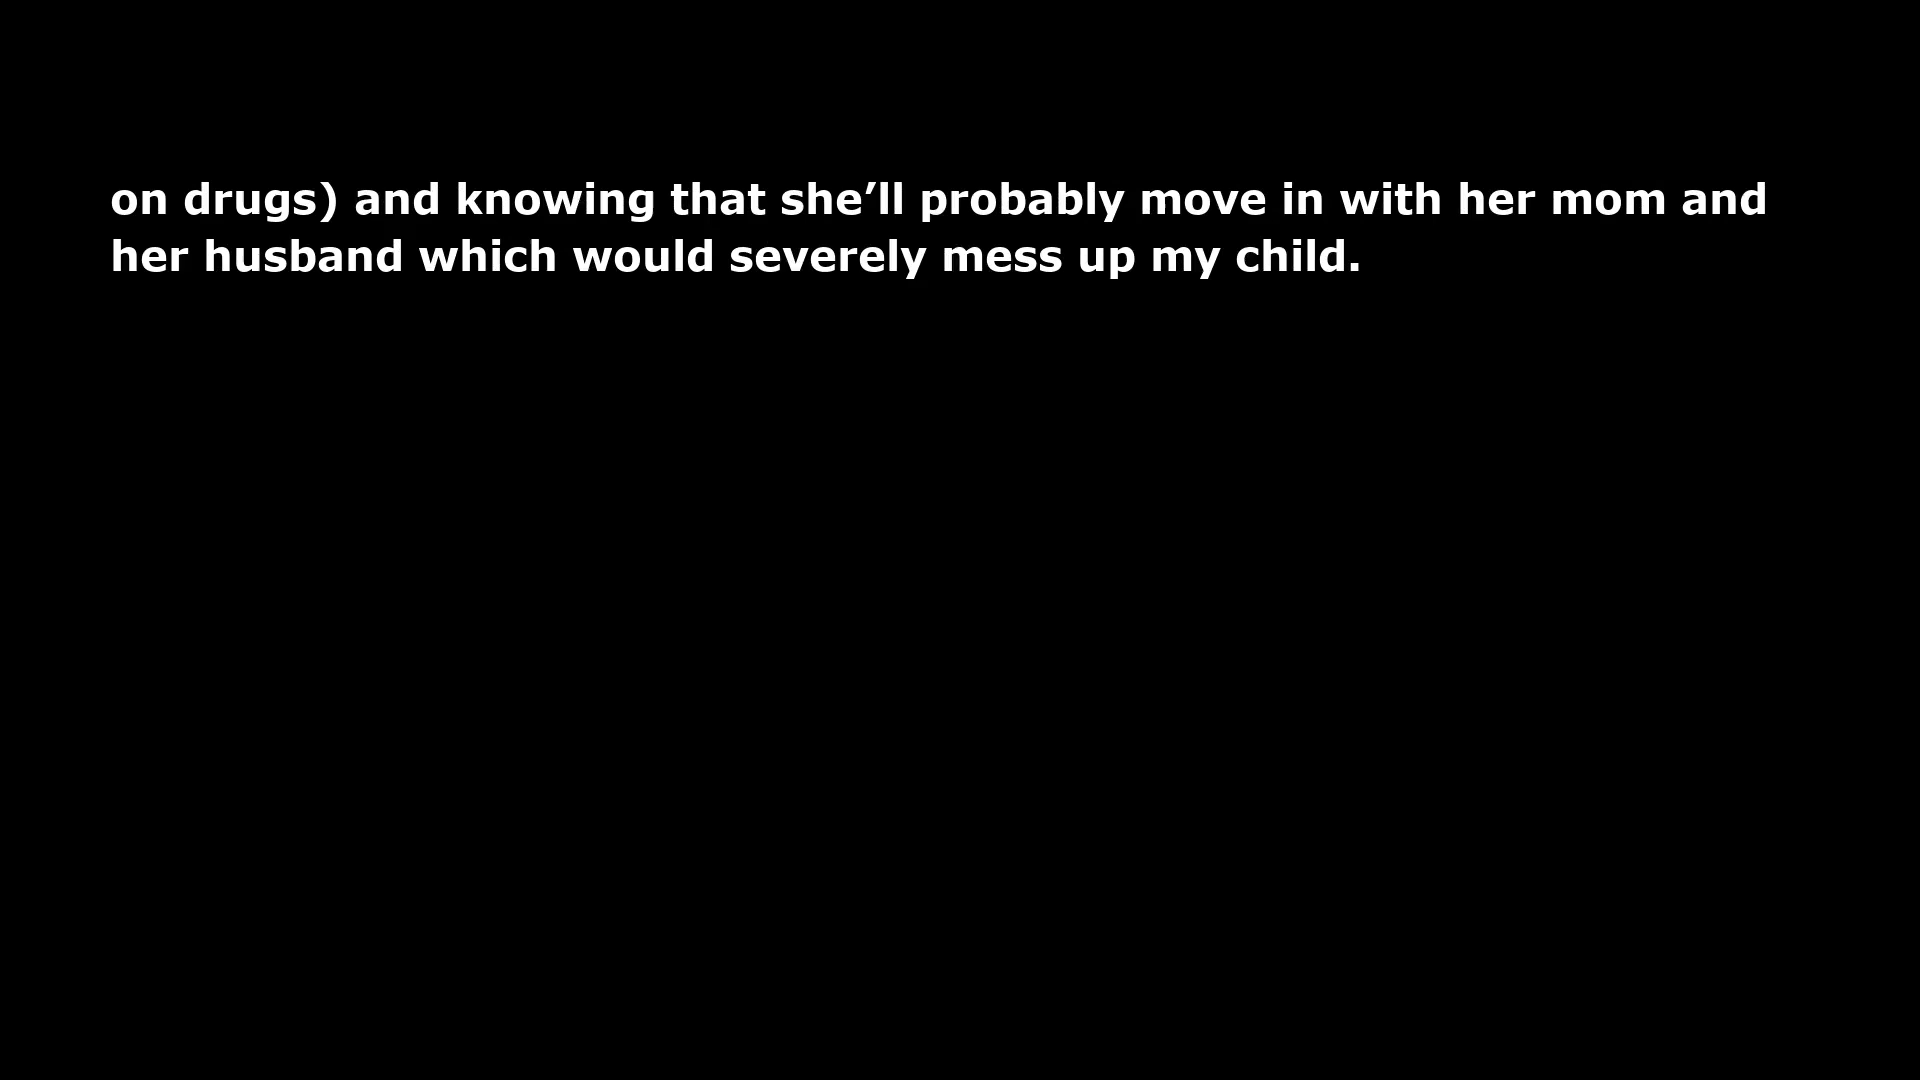 on drugs) and knowing that she’ll probably move in with her mom and
her husband which would severely mess up my child.